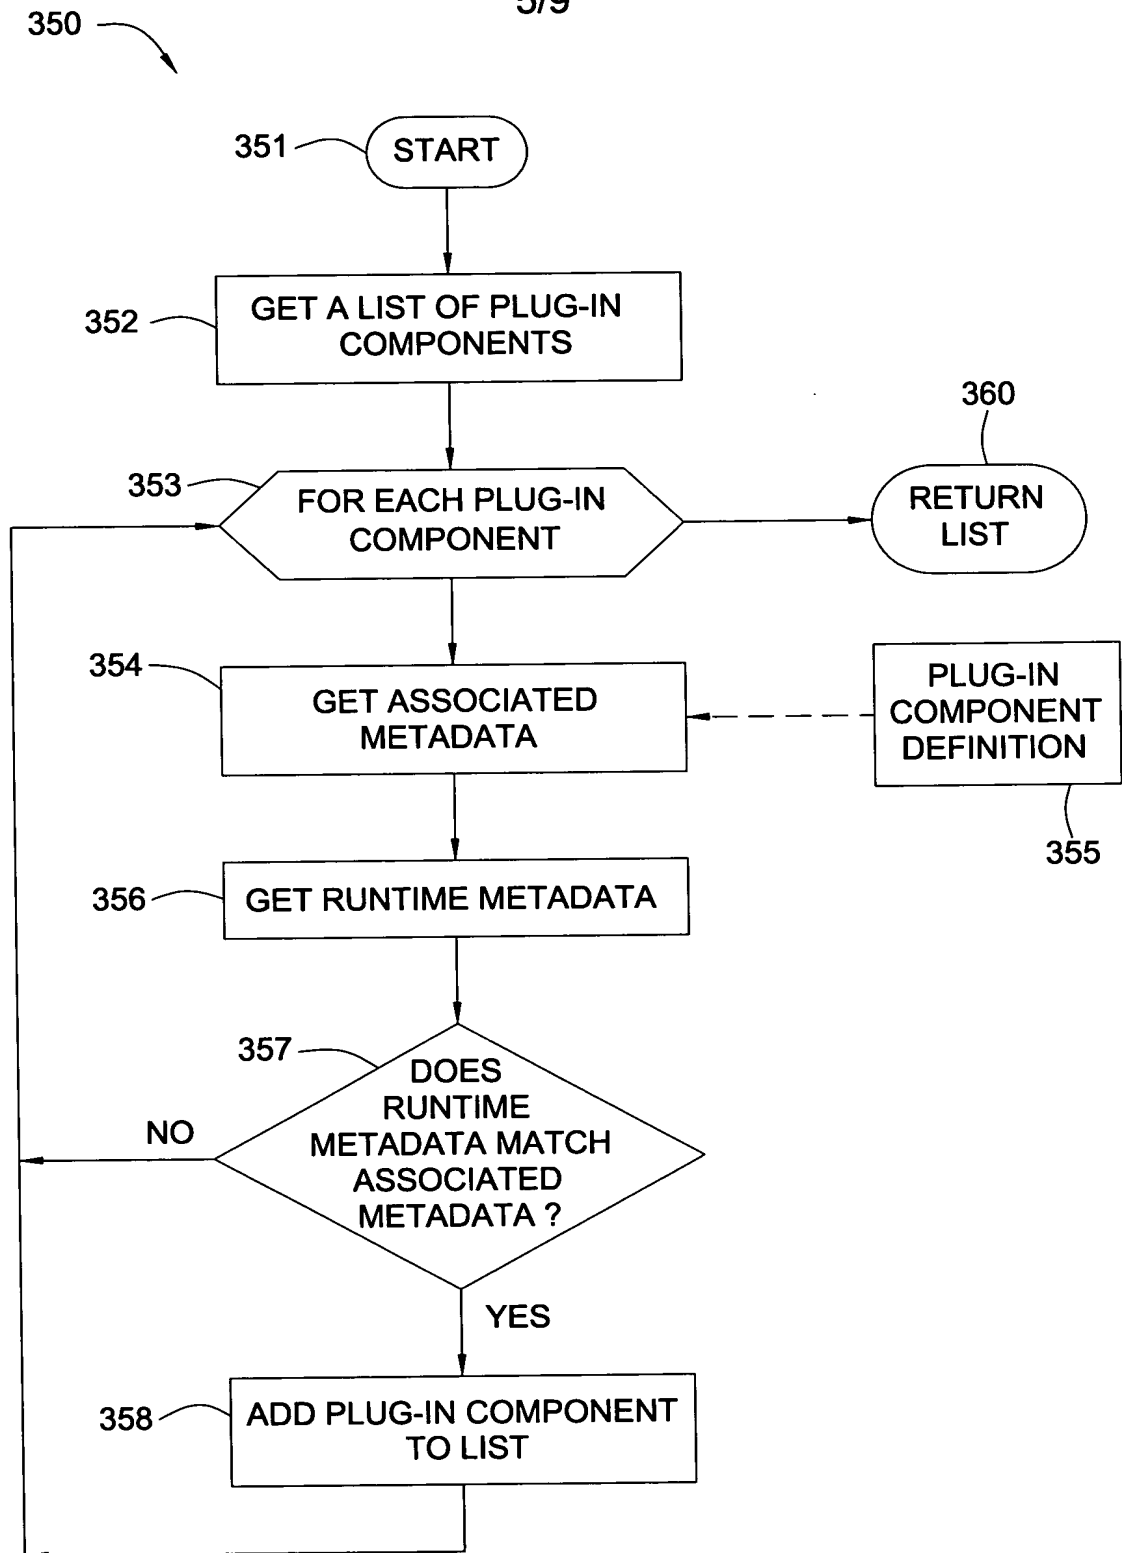 5/9
350
351
START
352
GET A LIST OF PLUG-IN
COMPONENTS
360
353
FOR EACH PLUG-IN
COMPONENT
RETURN
LIST
354
GET ASSOCIATED
METADATA
PLUG-IN
COMPONENT
DEFINITION
355
356
GET RUNTIME METADATA
357
DOES
RUNTIME
METADATA MATCH
ASSOCIATED
METADATA ?
NO
YES
358
ADD PLUG-IN COMPONENT
TO LIST